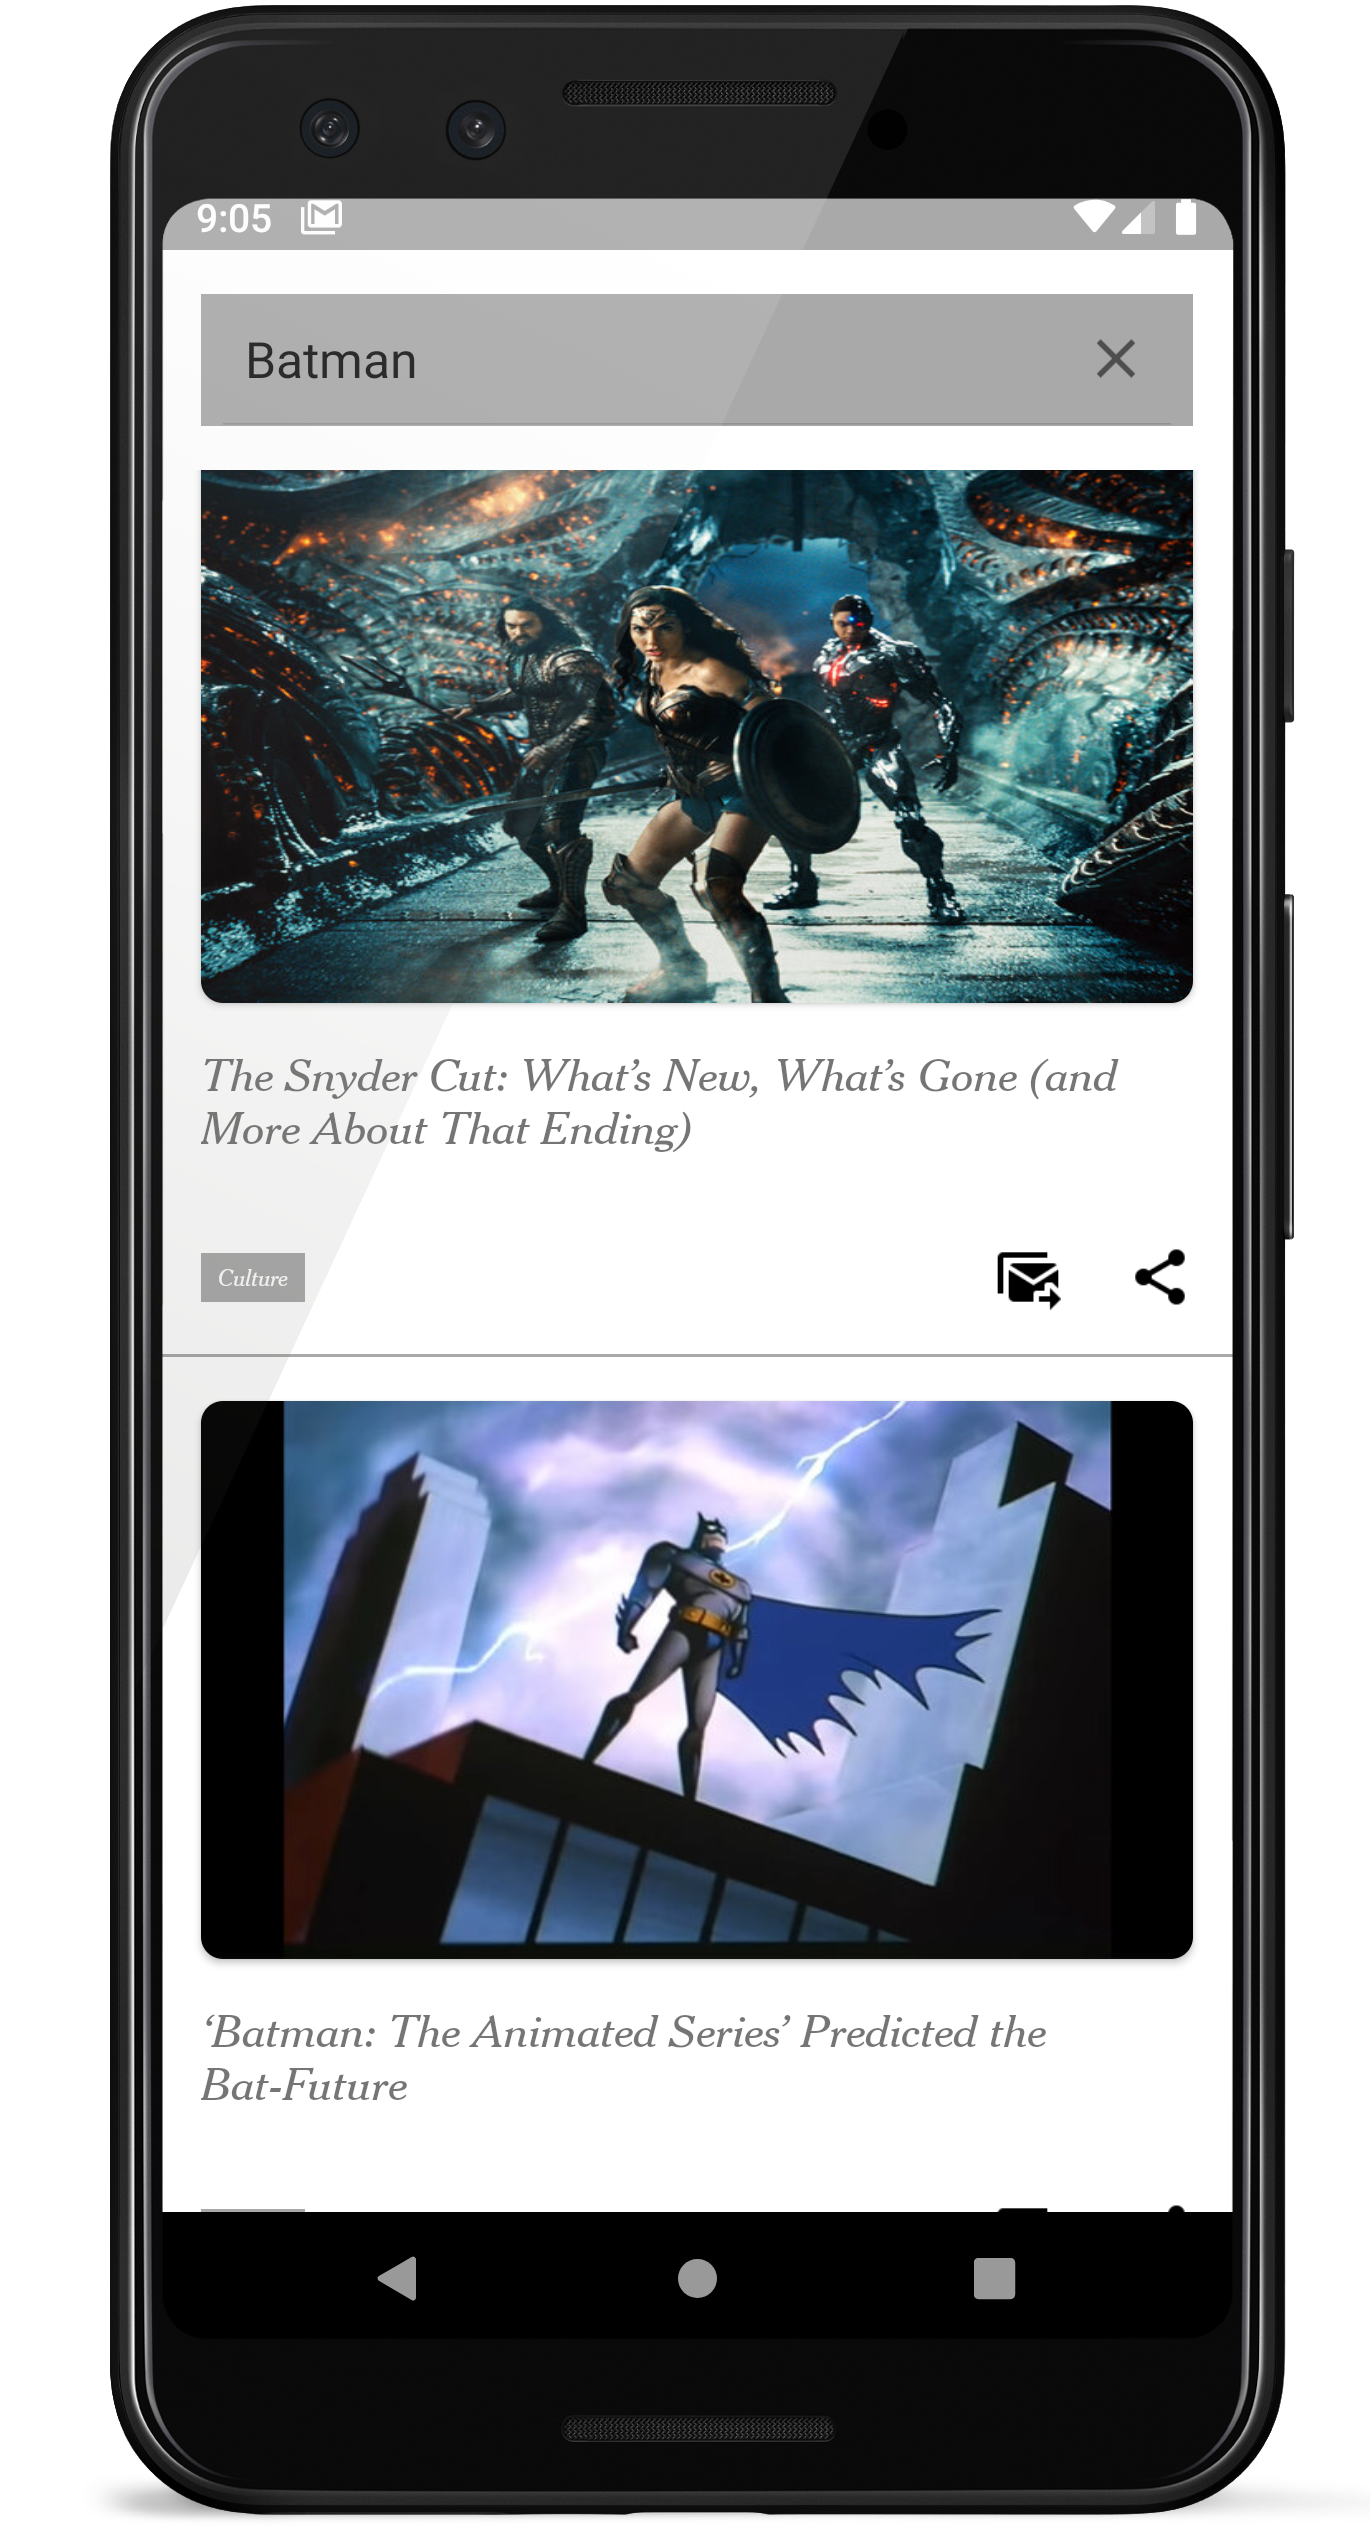 9:05
Batman
The Snyder Cut: What’s New, What’s Gone (and
More About That Ending)
Culture
‘Batman: The Animated Series’ Predicted the
Bat-Future